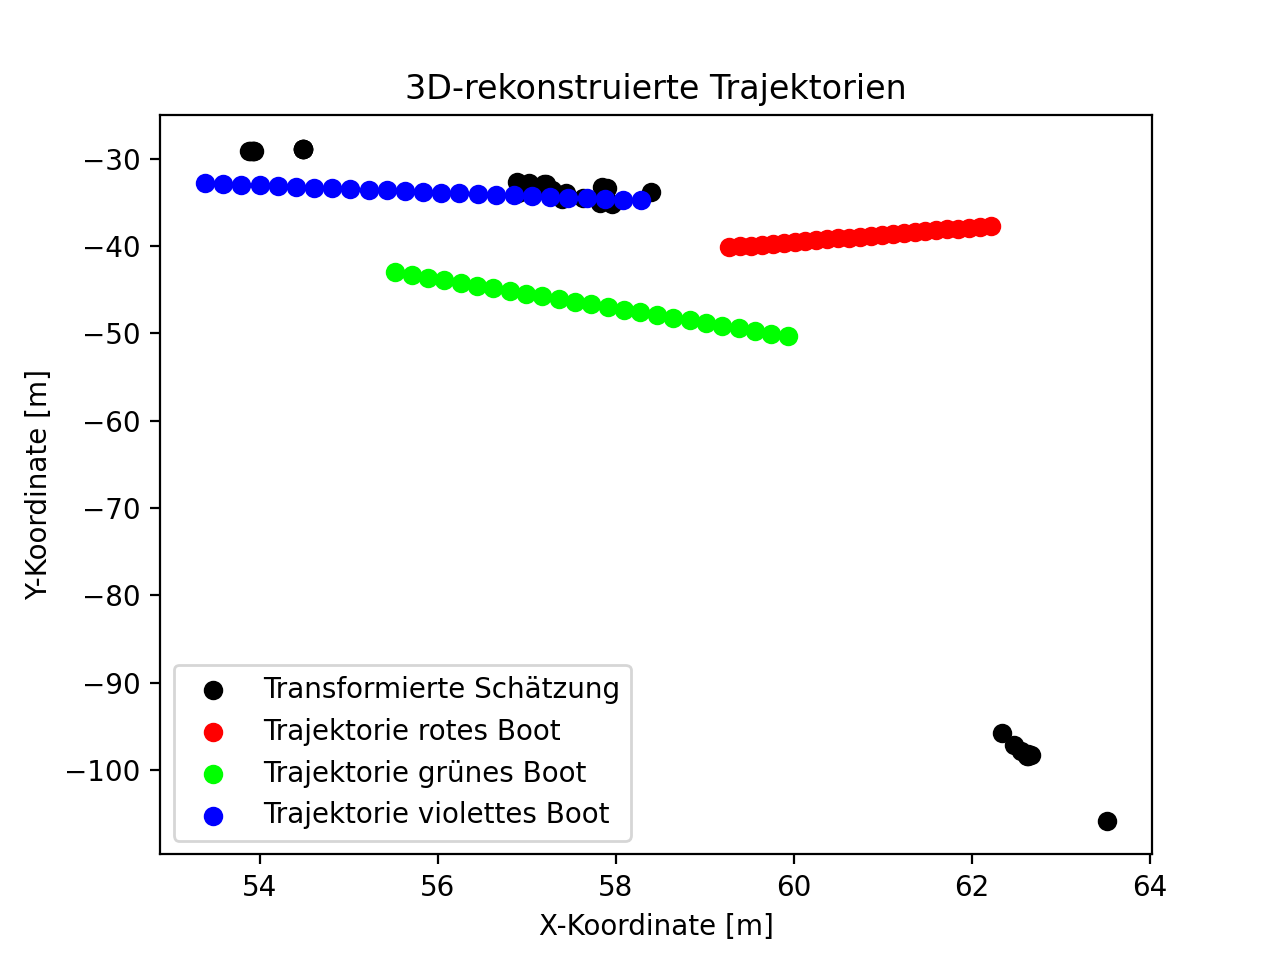 3D-rekonstruierte Trajektorien
−30
−40
−50
−60
−70
−80
−90
−100
Y-Koordinate [m]
Transformierte Schätzung
Trajektorie rotes Boot
Trajektorie grünes Boot
Trajektorie violettes Boot
54 56 58 60 62 64
X-Koordinate [m]